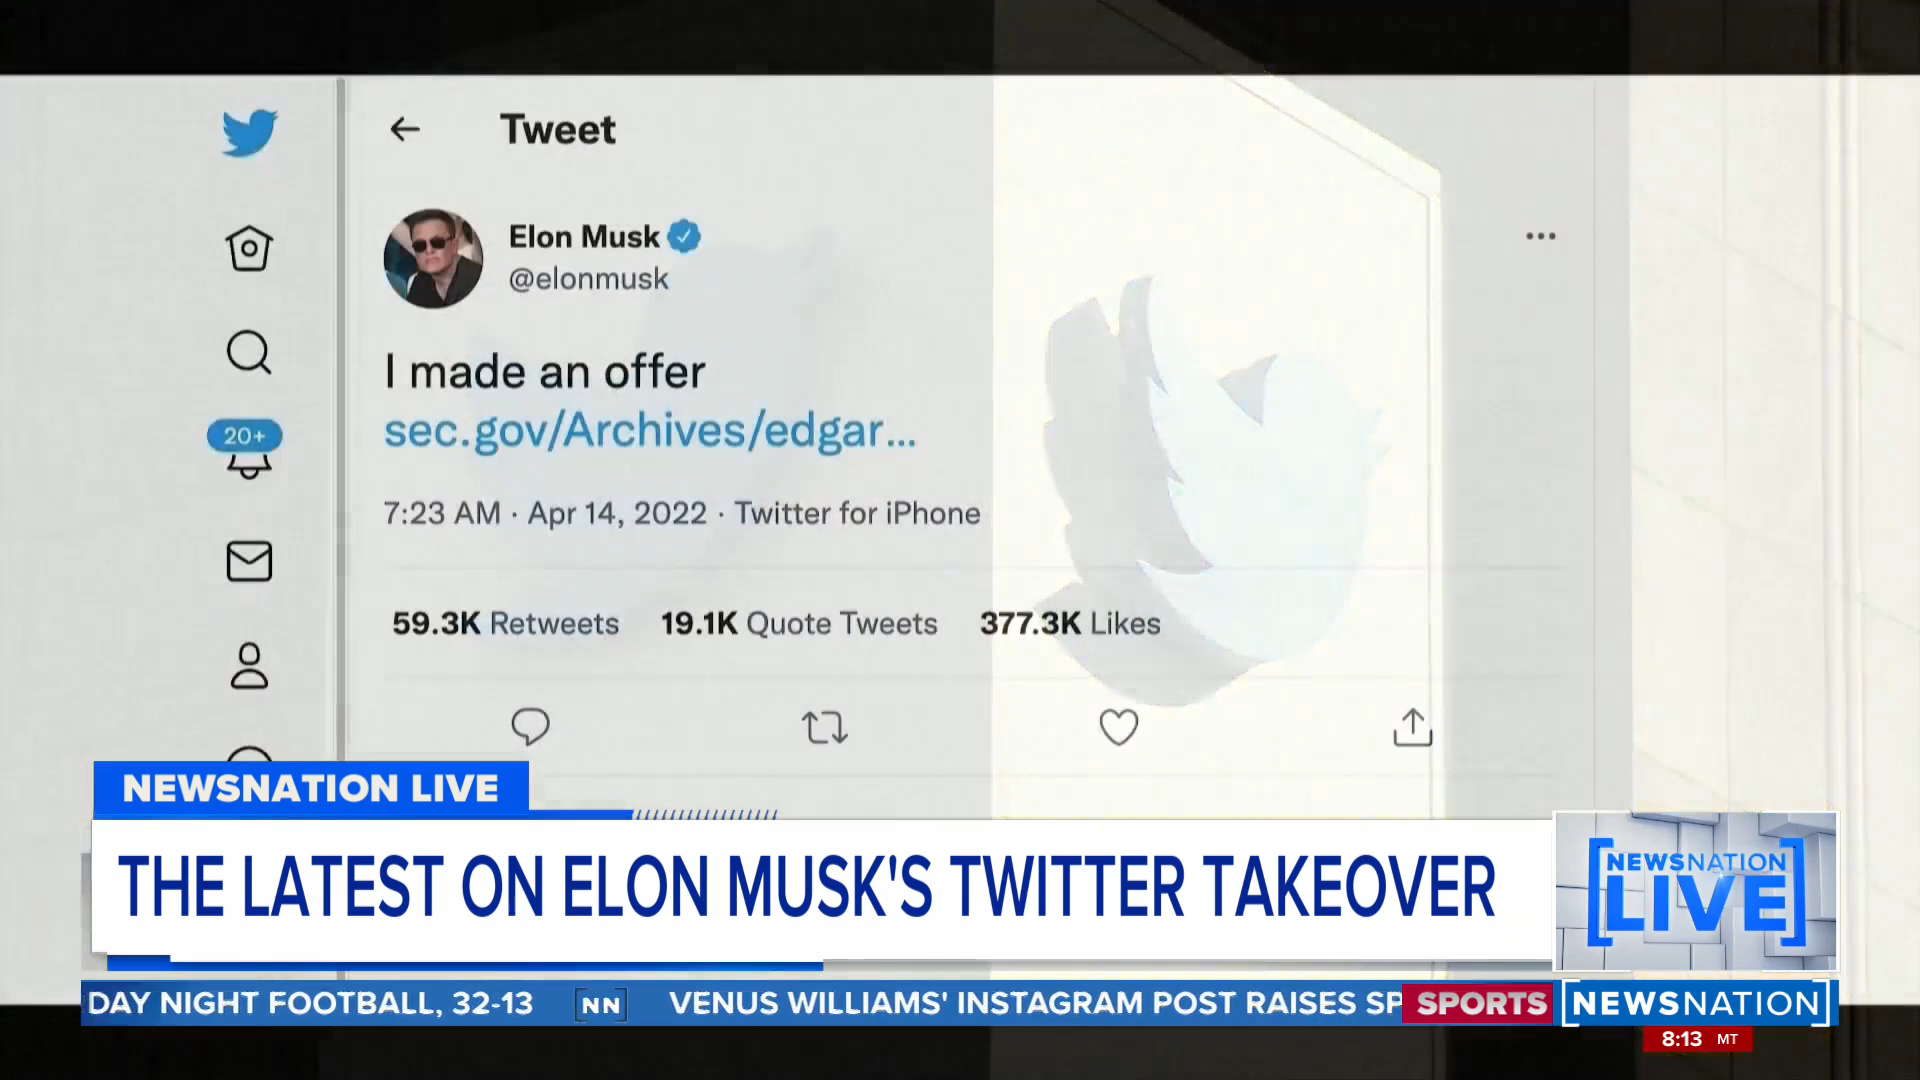 Tweet
Elon Musk
@elonmusk
I made an offer
sec.gov/Archives/edgar...
20+
7:23 AM · Apr 14, 2022 · Twitter for iPhone
59.3K Retweets 19.1K Quote Tweets 377.3K Likes
NEWSNATION LIVE
THE LATEST ON ELON MUSK'S TWITTER TAKEOVER
NEWSNATION
LIVE
DAY NIGHT FOOTBALL, 32-13 NN VENUS WILLIAMS' INSTAGRAM POST RAISES SP SPORTS NEWSNATION
8:13 MT